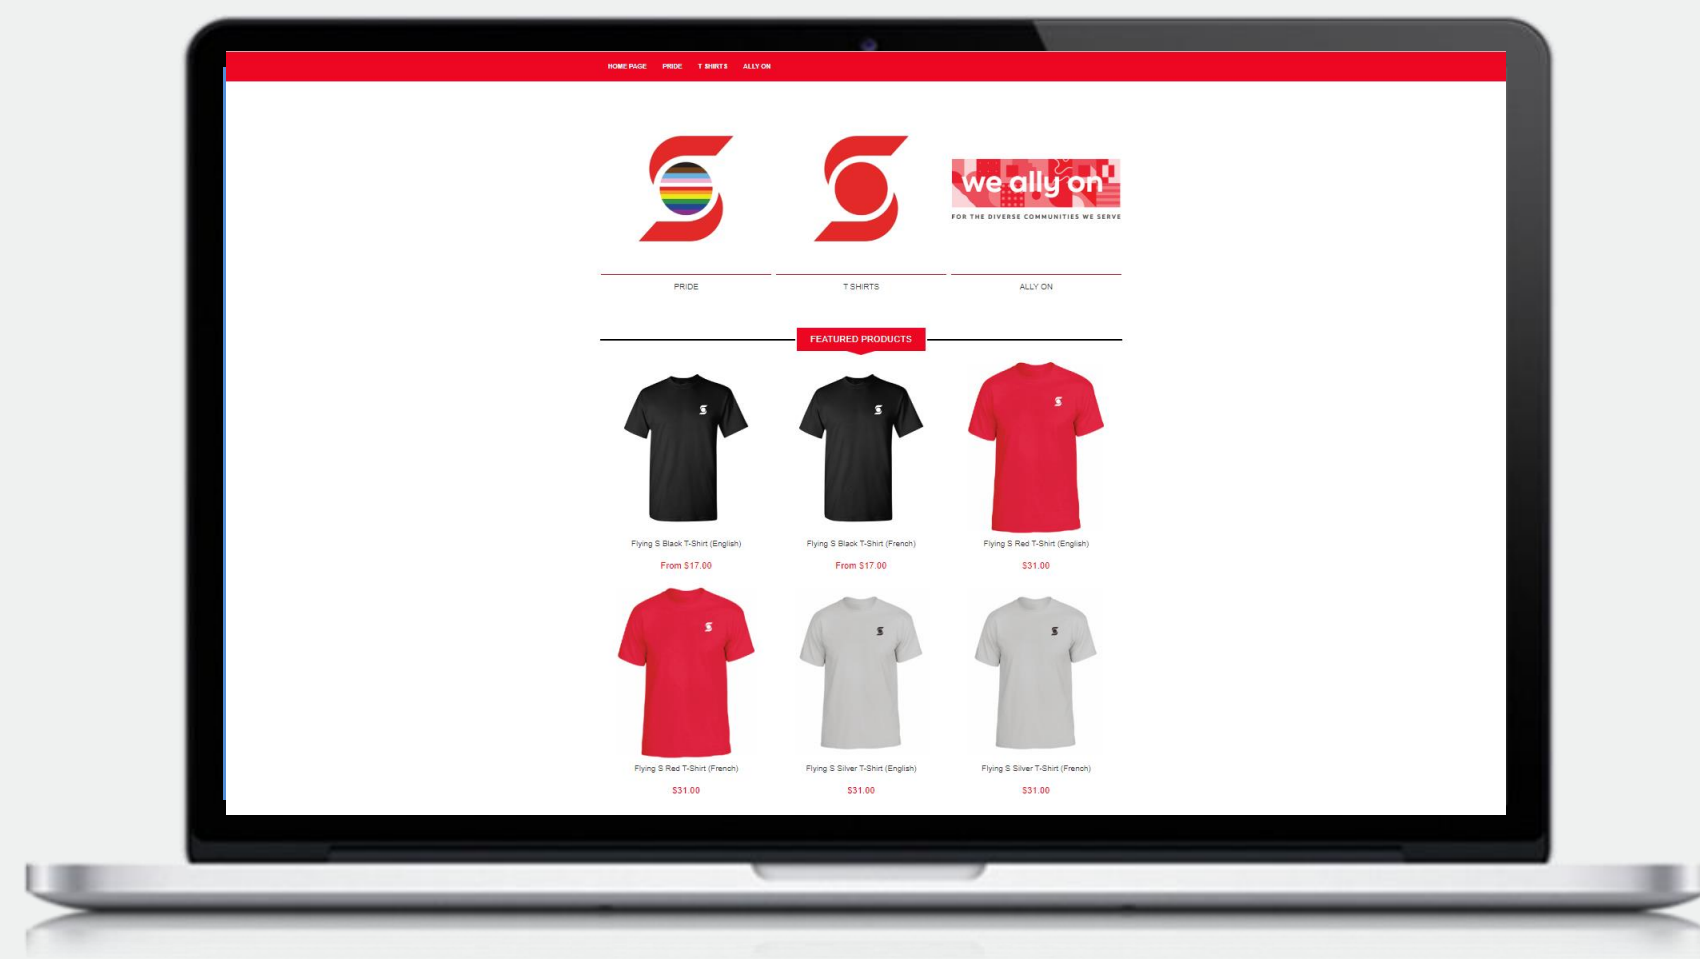 HOME PAGE PRIDE T SHIRTS ALLY ON
we ally on
FOR THE DIVERSE COMMUNITIES WE SERVE
PRIDE T SHIRTS ALLY ON
FEATURED PRODUCTS
Flying S Black T-Shirt (English) Flying S Black T-Shirt (French) Flying S Red T-Shirt (English)
From $17.00 From $17.00 $31.00
Flying S Red T-Shirt (French) Flying S Silver T-Shirt (English) Flying S Silver T-Shirt (French)
$31.00 $31.00 $31.00